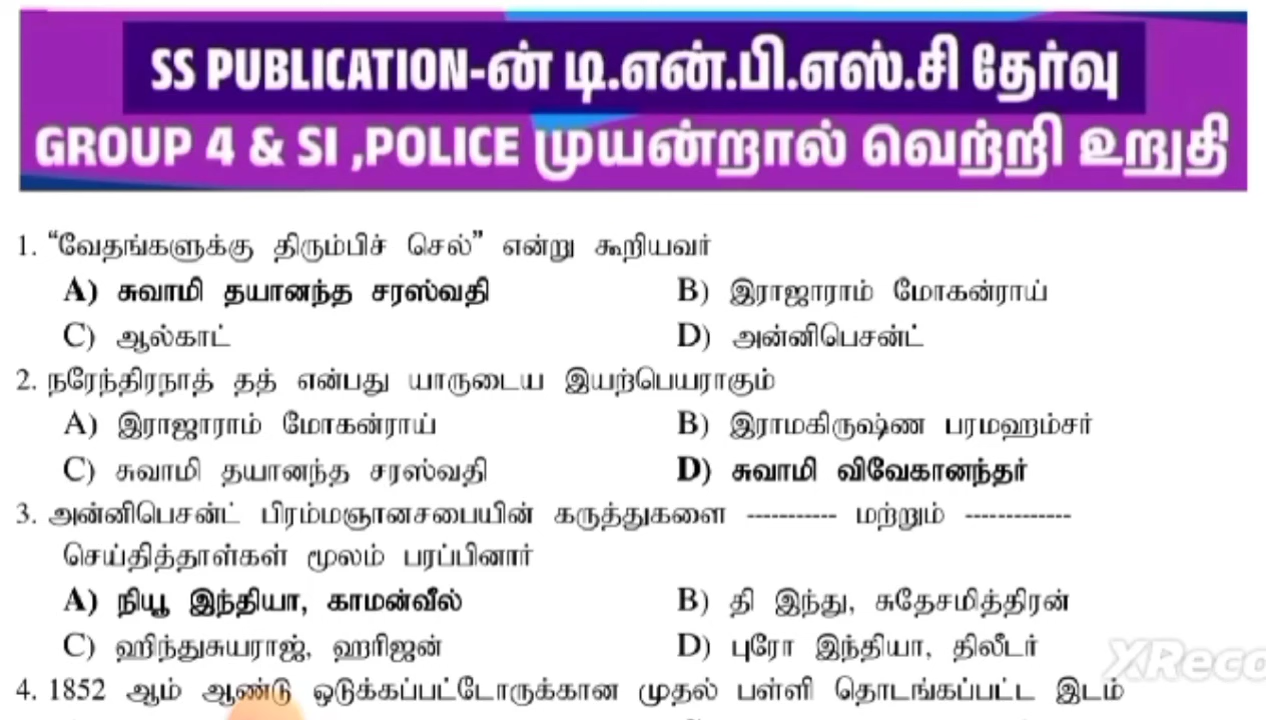 SS PUBLICATION-ன் டி.என்.பி.எஸ்.சி தேர்வு
GROUP 4 & SI ,POLICE முயன்றால் வெற்றி உறுதி
1. “வேதங்களுக்கு திரும்பிச் செல்” என்று கூறியவர்
A) சுவாமி தயானந்த சரஸ்வதி B) இராஜாராம் மோகன்ராய்
C) ஆல்காட் D) அன்னிபெசன்ட்
2. நரேந்திரநாத் தத் என்பது யாருடைய இயற்பெயராகும்
A) இராஜாராம் மோகன்ராய் B) இராமகிருஷ்ண பரமஹம்சர்
C) சுவாமி தயானந்த சரஸ்வதி D) சுவாமி விவேகானந்தர்
3. அன்னிபெசன்ட் பிரம்மஞானசபையின் கருத்துகளை ----------- மற்றும் -------------
செய்தித்தாள்கள் மூலம் பரப்பினார்
A) நியூ இந்தியா, காமன்வீல் B) தி இந்து, சுதேசமித்திரன்
C) ஹிந்துசுயராஜ், ஹரிஜன் D) புரோ இந்தியா, திலீடர்
XReco
4. 1852 ஆம் ஆண்டு ஒடுக்கப்பட்டோருக்கான முதல் பள்ளி தொடங்கப்பட்ட இடம்